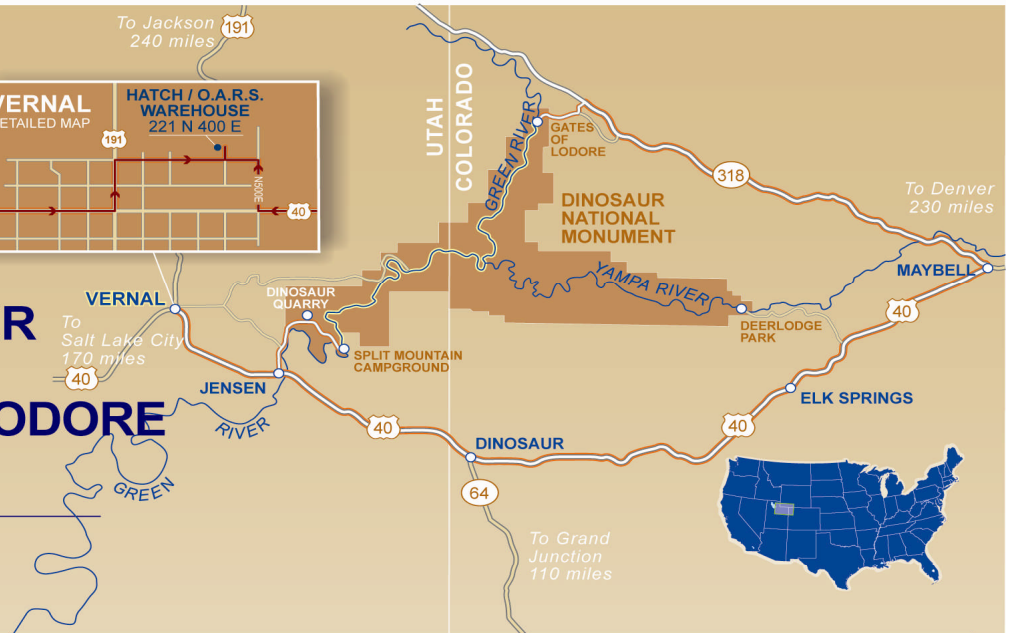 To Jackson
240 miles
191
VERNAL
DETAILED MAP
HATCH / O.A.R.S.
WAREHOUSE
221 N 400 E
191
N500E
40
UTAH
COLORADO
GREEN RIVER
GATES
OF
LODORE
318
DINOSAUR
NATIONAL
MONUMENT
To Denver
230 miles
YAMPA RIVER
MAYBELL
40
DEERLODGE
PARK
VERNAL
DINOSAUR
QUARRY
R
To
Salt Lake City
170 miles
40
SPLIT MOUNTAIN
CAMPGROUND
JENSEN
ELK SPRINGS
ODORE
RIVER
GREEN
40
40
DINOSAUR
64
To Grand
Junction
110 miles